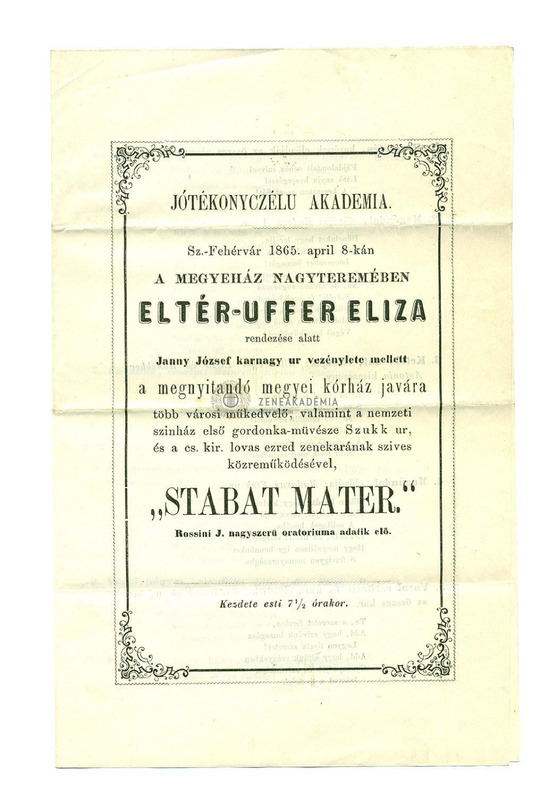 JÓTÉKONYCZÉLU AKADEMIA.
Sz.-Fehérvár 1865. april 8-kán
A MEGYEHÁZ NAGYTEREMÉBEN
ELTÉR-UFFER ELIZA
rendezése alatt
Janny József karnagy ur vezénylete mellett
a megnyitandó megyei kórház javára
ZENEAKADÉMIA
több városi műkedvelő, valamint a nemzeti
szinház első gordonka-művésze Szukk ur,
és a cs. kir. lovas ezred zenekarának szives
közreműködésével,
„STABAT MATER.“
Rossini J. nagyszerü oratoriuma adatik elő.
Kezdete esti 7½ órakor.